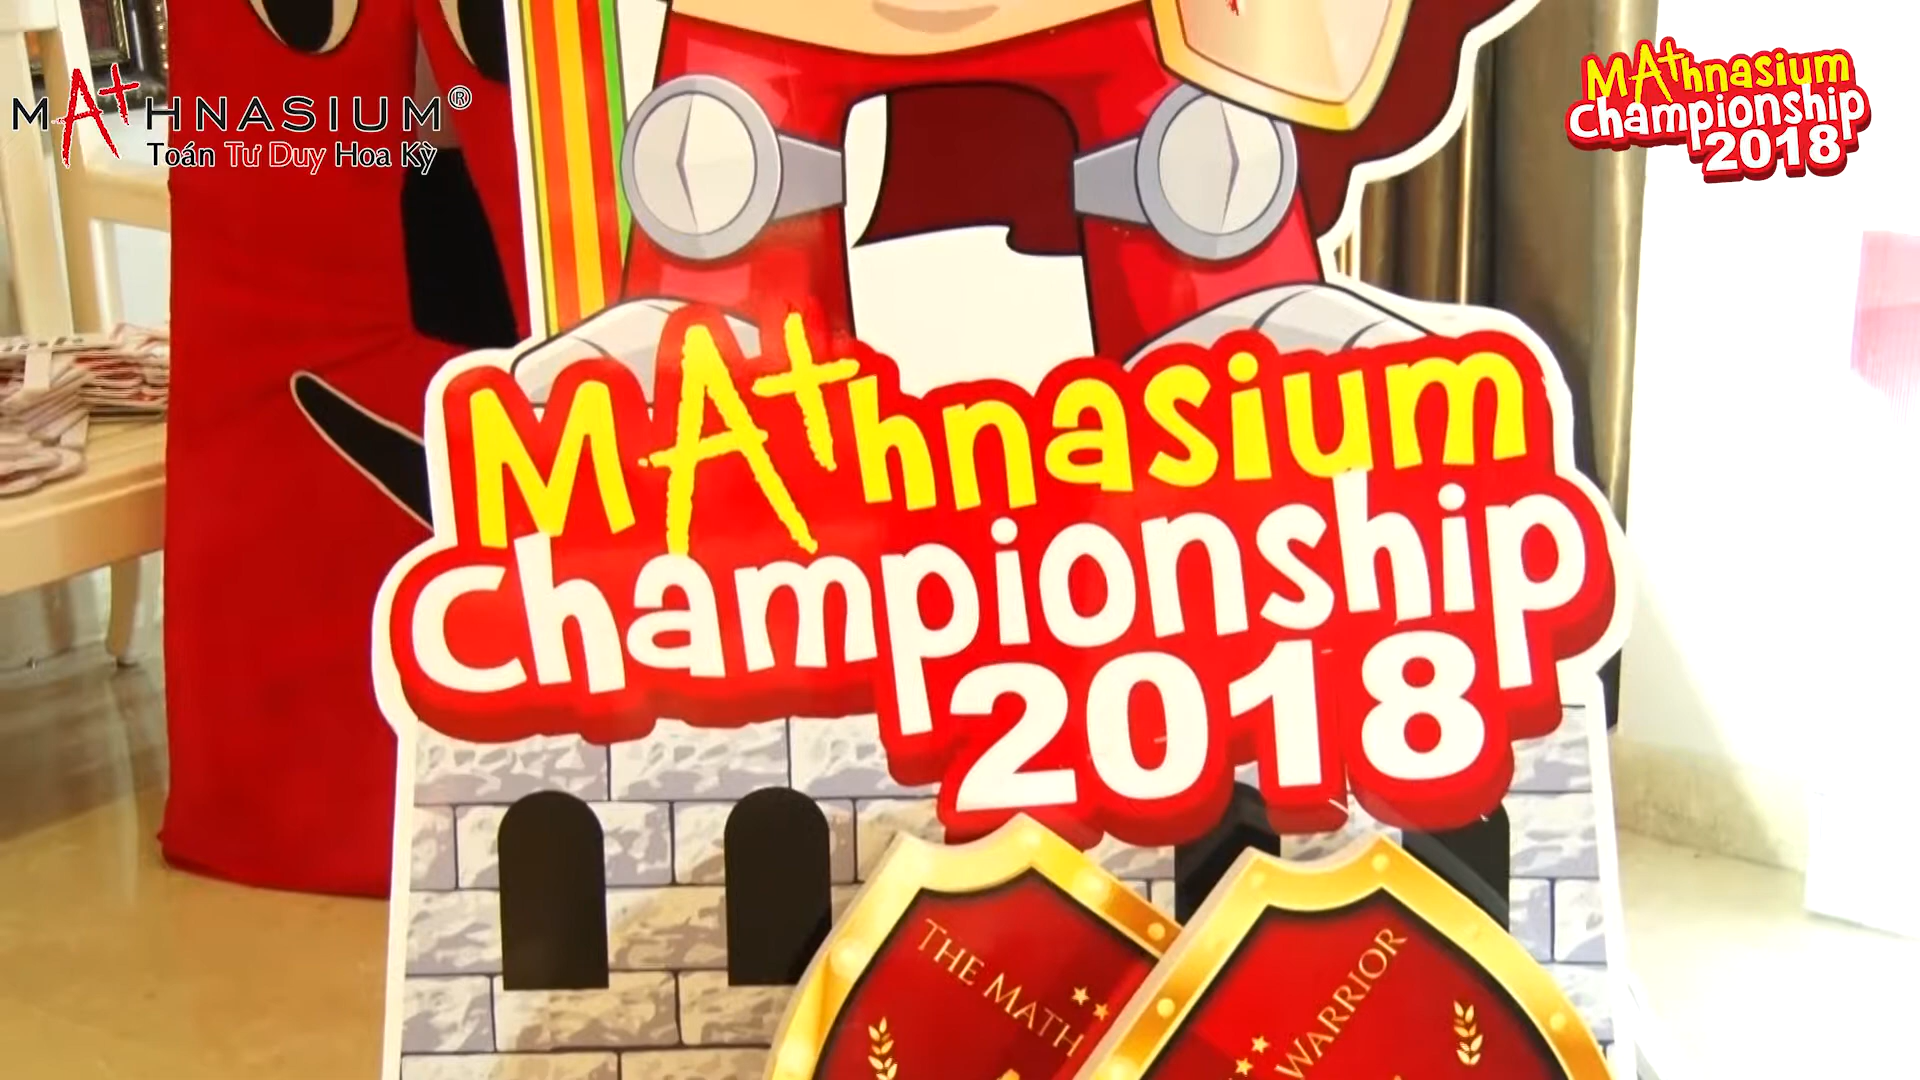 MAthnasium®
Toán Tư Duy Hoa Kỳ
MAthnasium
Championship
2018
MAthnasium
Championship
2018
THE MATH
WARRIOR